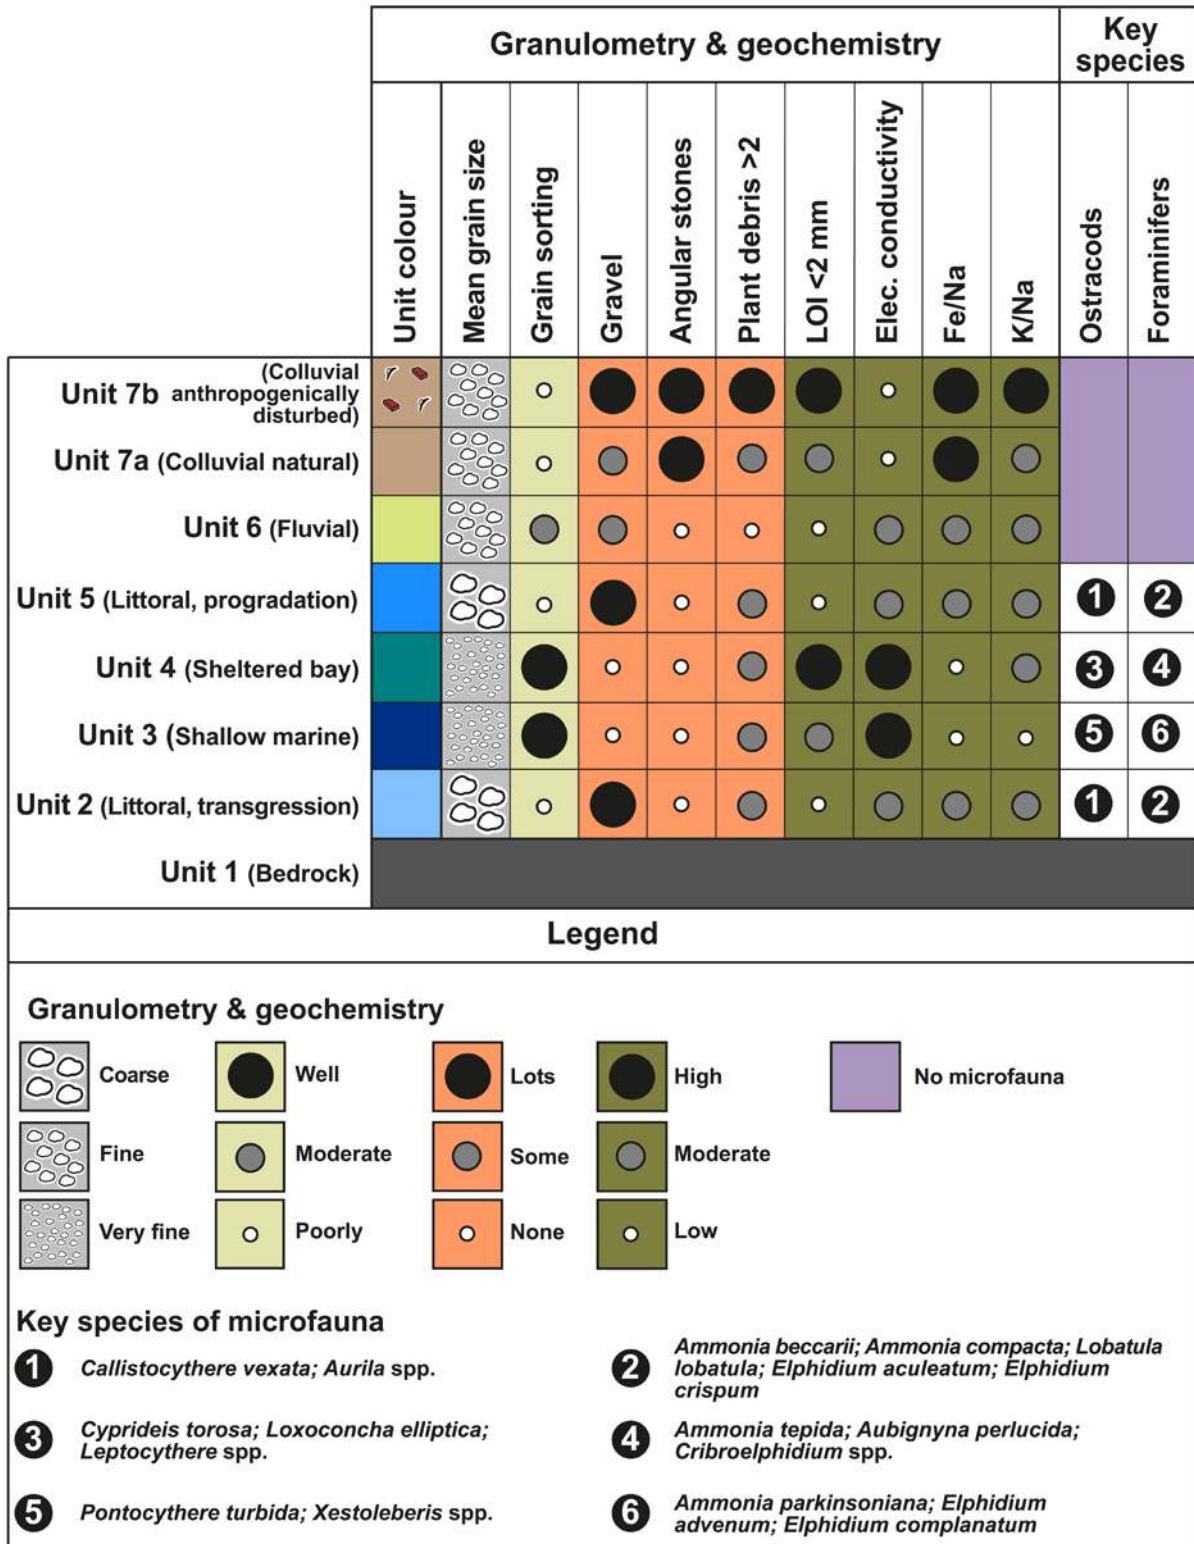 Granulometry & geochemistry
Key
species
Unit colour
Mean grain size
Grain sorting
Gravel
Angular stones
Plant debris >2
LOI <2 mm
Elec. conductivity
Fe/Na
K/Na
Ostracods
Foraminifers
Unit 7b (Colluvial
anthropogenically
disturbed)
Unit 7a (Colluvial natural)
Unit 6 (Fluvial)
Unit 5 (Littoral, progradation)
1 2
Unit 4 (Sheltered bay)
3 4
Unit 3 (Shallow marine)
5 6
Unit 2 (Littoral, transgression)
1 2
Unit 1 (Bedrock)
Legend
Granulometry & geochemistry
Coarse Well Lots High No microfauna
Fine Moderate Some Moderate
Very fine Poorly None Low
Key species of microfauna
1 Callistocythere vexata; Aurila spp.
2 Ammonia beccarii; Ammonia compacta; Lobatula
lobatula; Elphidium aculeatum; Elphidium
crispum
3 Cyprideis torosa; Loxoconcha elliptica;
Leptocythere spp.
4 Ammonia tepida; Aubignyna perlucida;
Cribroelphidium spp.
5 Pontocythere turbida; Xestoleberis spp.
6 Ammonia parkinsoniana; Elphidium
advenum; Elphidium complanatum